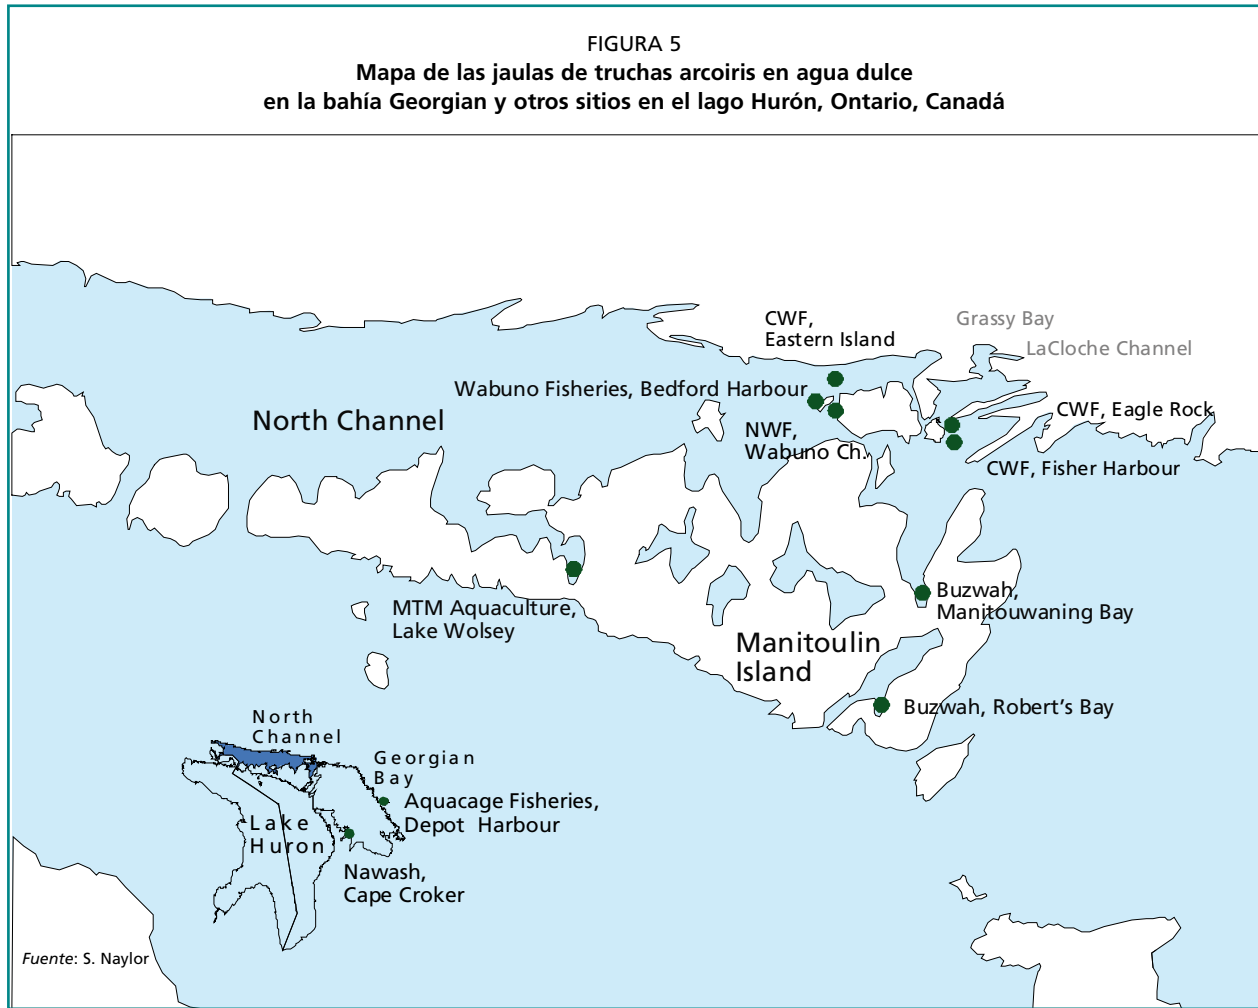 FIGURA 5
Mapa de las jaulas de truchas arcoiris en agua dulce
en la bahía Georgian y otros sitios en el lago Hurón, Ontario, Canadá
CWF,
Eastern Island
Grassy Bay
LaCloche Channel
Wabuno Fisheries, Bedford Harbour
North Channel
NWF,
Wabuno Ch.
CWF, Eagle Rock
CWF, Fisher Harbour
MTM Aquaculture,
Lake Wolsey
Buzwah,
Manitouwaning Bay
Manitoulin
Island
Buzwah, Robert's Bay
North
Channel
Georgian
Bay
Aquacage Fisheries,
Depot Harbour
Lake
Huron
Nawash,
Cape Croker
Fuente: S. Naylor